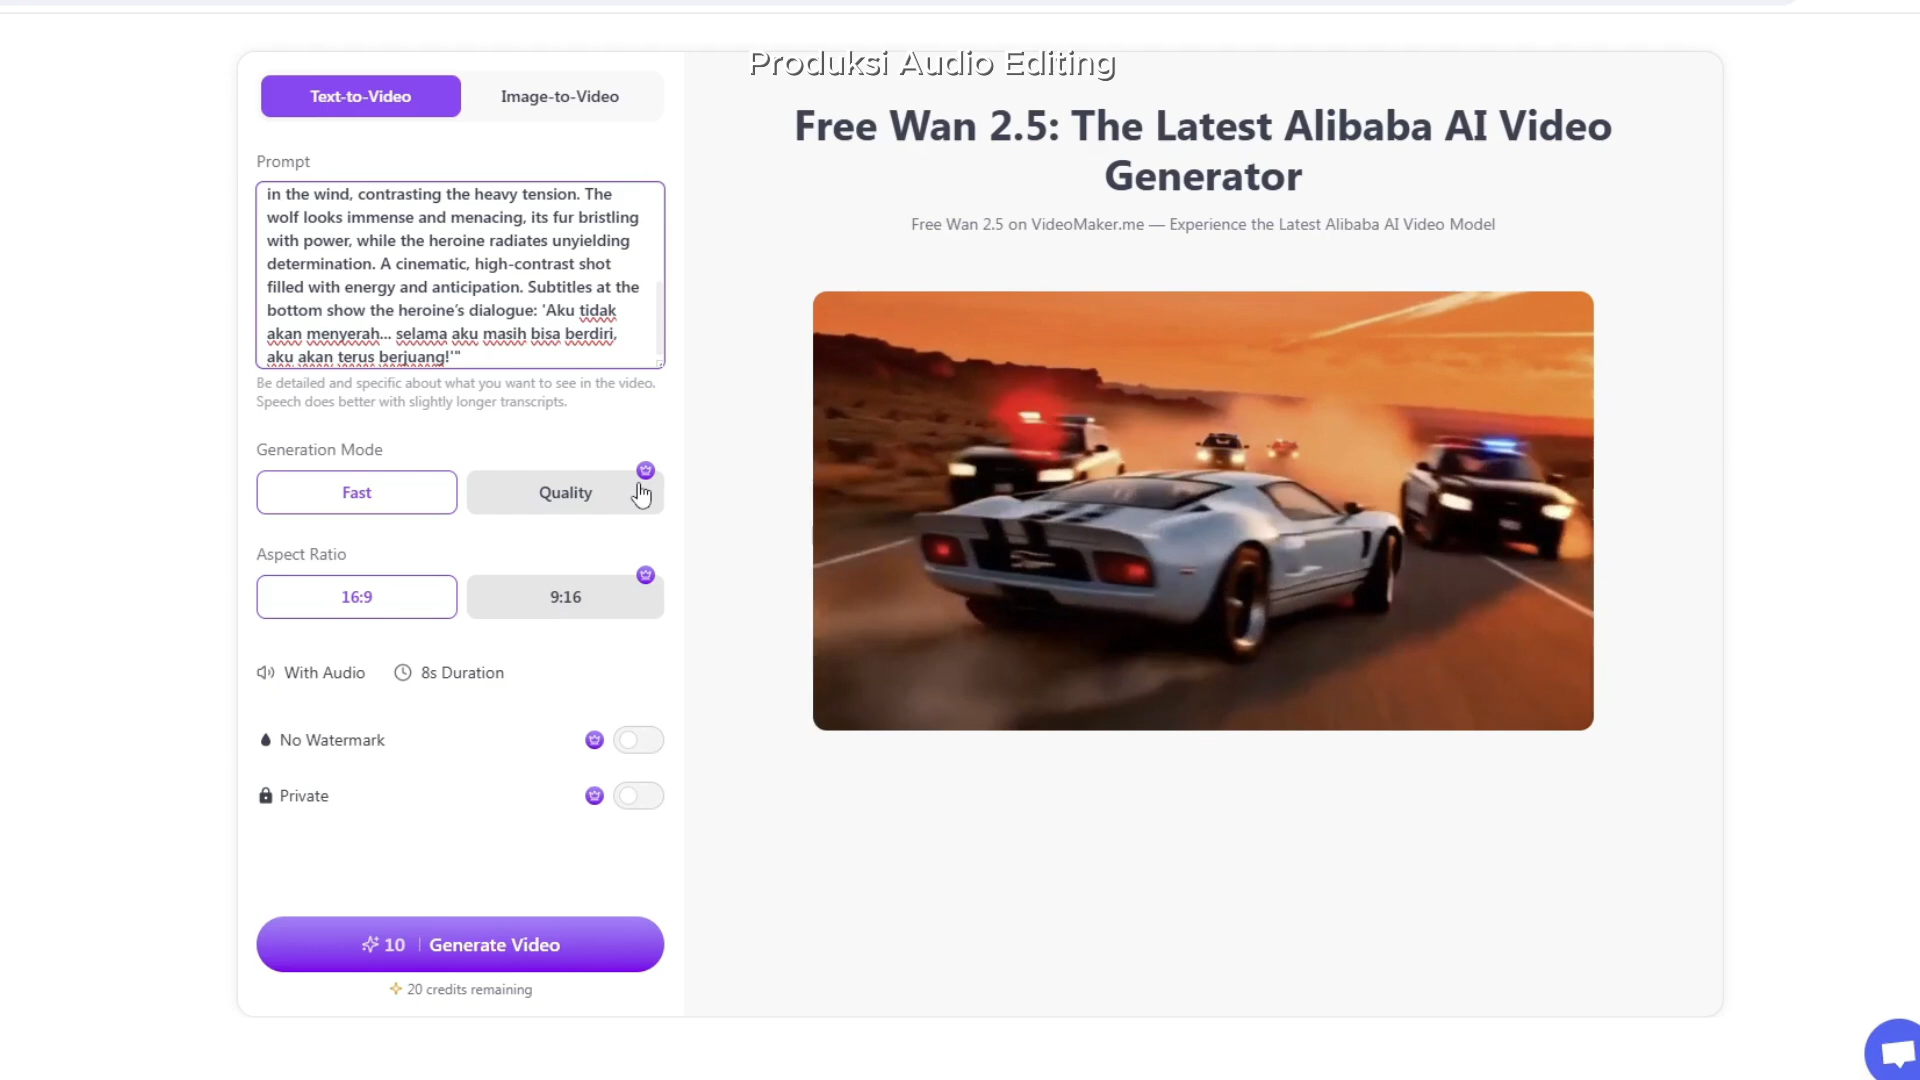 Produksi Audio Editing
Text-to-Video
Image-to-Video
Prompt
in the wind, contrasting the heavy tension. The
wolf looks immense and menacing, its fur bristling
with power, while the heroine radiates unyielding
determination. A cinematic, high-contrast shot
filled with energy and anticipation. Subtitles at the
bottom show the heroine’s dialogue: 'Aku tidak
akan menyerah... selama aku masih bisa berdiri,
aku akan terus berjuang!'"
Be detailed and specific about what you want to see in the video.
Speech does better with slightly longer transcripts.
Generation Mode
Fast
Quality
Aspect Ratio
16:9
9:16
With Audio
8s Duration
No Watermark
Private
10 | Generate Video
20 credits remaining
Free Wan 2.5: The Latest Alibaba AI Video
Generator
Free Wan 2.5 on VideoMaker.me — Experience the Latest Alibaba AI Video Model